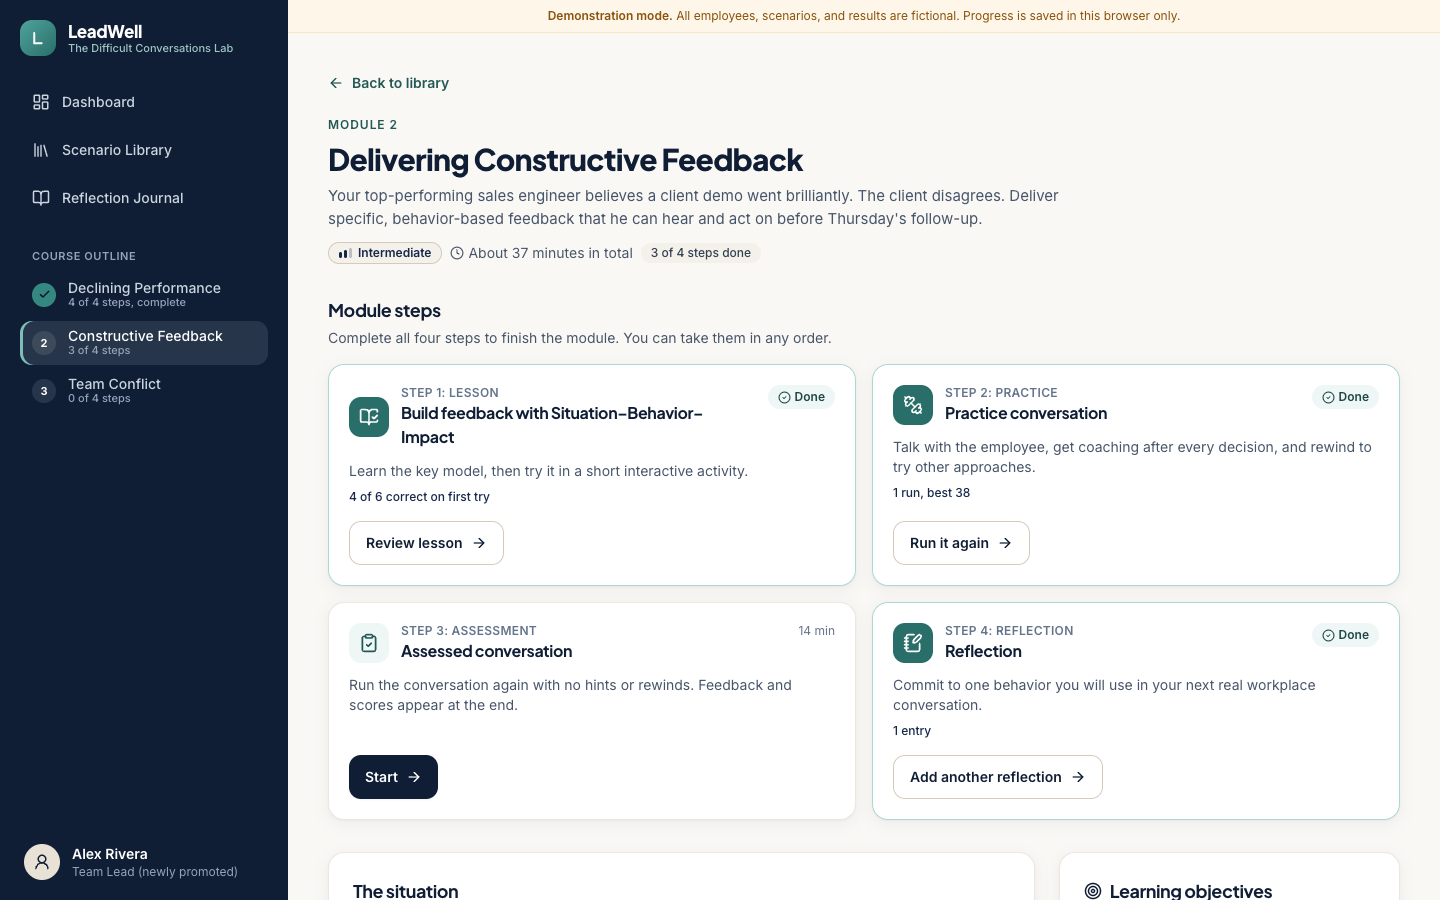 L
LeadWell
The Difficult Conversations Lab
Dashboard
Scenario Library
Reflection Journal
COURSE OUTLINE
Declining Performance
4 of 4 steps, complete
2
Constructive Feedback
3 of 4 steps
3
Team Conflict
0 of 4 steps
Alex Rivera
Team Lead (newly promoted)
Demonstration mode. All employees, scenarios, and results are fictional. Progress is saved in this browser only.
Back to library
MODULE 2
Delivering Constructive Feedback
Your top-performing sales engineer believes a client demo went brilliantly. The client disagrees. Deliver
specific, behavior-based feedback that he can hear and act on before Thursday's follow-up.
Intermediate
About 37 minutes in total
3 of 4 steps done
Module steps
Complete all four steps to finish the module. You can take them in any order.
STEP 1: LESSON
Done
Build feedback with Situation–Behavior–
Impact
Learn the key model, then try it in a short interactive activity.
4 of 6 correct on first try
Review lesson
STEP 2: PRACTICE
Done
Practice conversation
Talk with the employee, get coaching after every decision, and rewind to
try other approaches.
1 run, best 38
Run it again
STEP 3: ASSESSMENT
14 min
Assessed conversation
Run the conversation again with no hints or rewinds. Feedback and
scores appear at the end.
Start
STEP 4: REFLECTION
Done
Reflection
Commit to one behavior you will use in your next real workplace
conversation.
1 entry
Add another reflection
The situation
Learning objectives